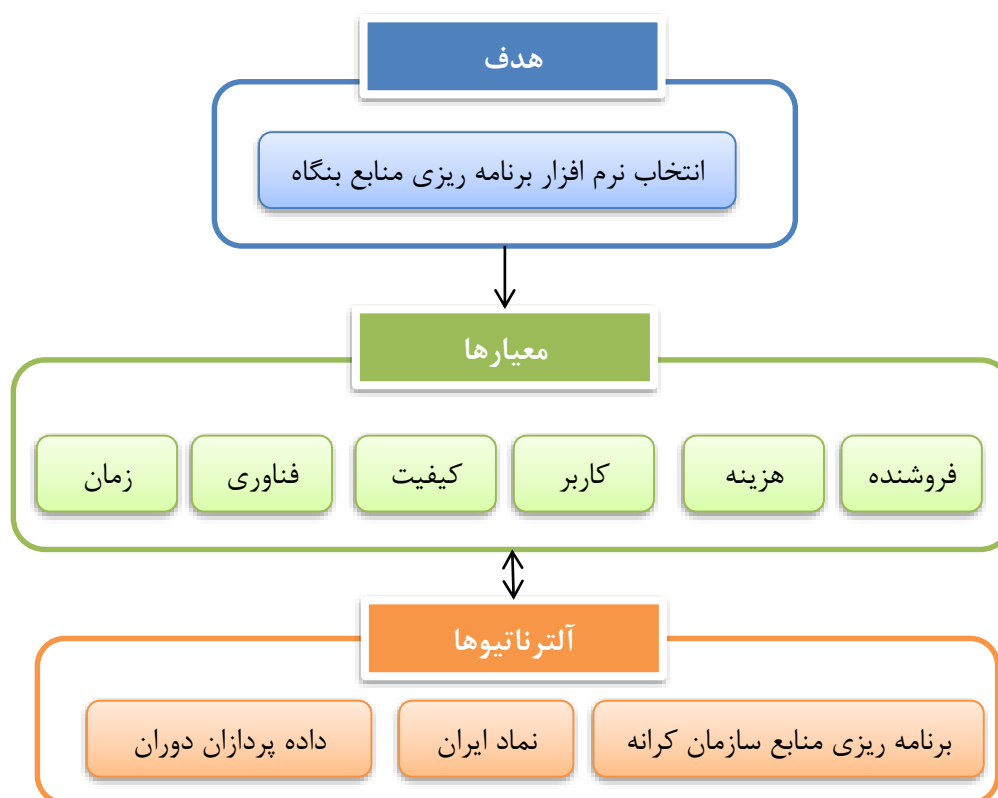 هدف
انتخاب نرم افزار برنامه ریزی منابع بنگاه
معیارها
فروشنده
هزینه
کاربر
کیفیت
فناوری
زمان
آلترناتیوها
برنامه ریزی منابع سازمان کرانه
نماد ایران
داده پردازان دوران